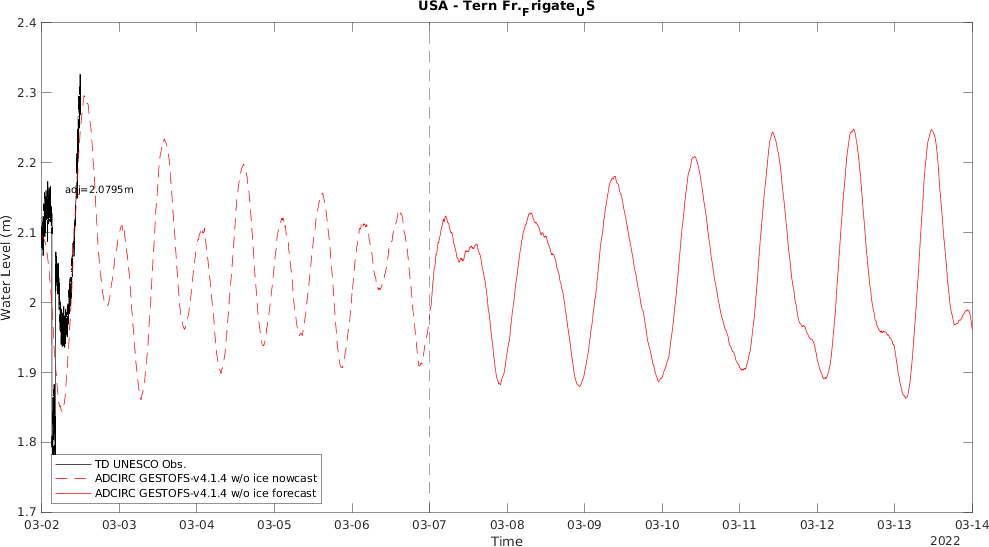 USA - Tern Fr.FrigateUS
2.4
2.3
2.2
2.1
2
1.9
1.8
1.7
Water Level (m)
adj=2.0795m
TD UNESCO Obs.
ADCIRC GESTOFS-v4.1.4 w/o ice nowcast
ADCIRC GESTOFS-v4.1.4 w/o ice forecast
03-02 03-03 03-04 03-05 03-06 03-07 03-08 03-09 03-10 03-11 03-12 03-13 03-14
Time
2022